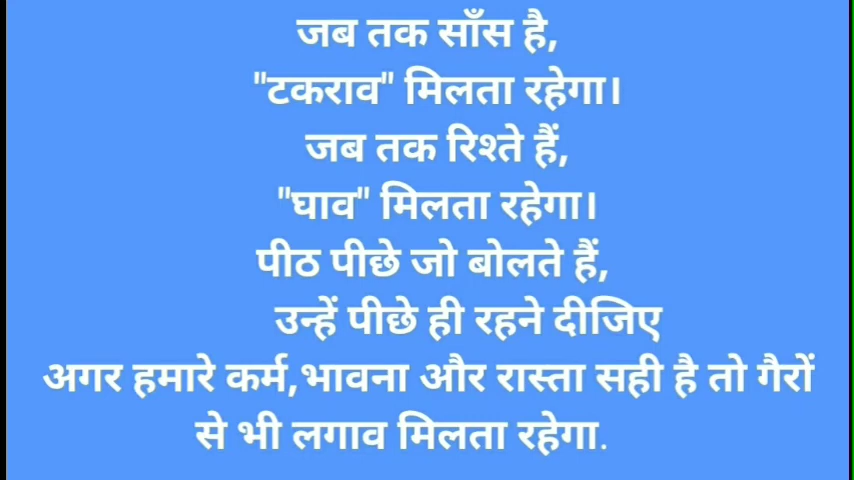 जब तक साँस है,
"टकराव" मिलता रहेगा।
जब तक रिश्ते हैं,
"घाव" मिलता रहेगा।
पीठ पीछे जो बोलते हैं,
उन्हें पीछे ही रहने दीजिए
अगर हमारे कर्म,भावना और रास्ता सही है तो गैरों
से भी लगाव मिलता रहेगा.